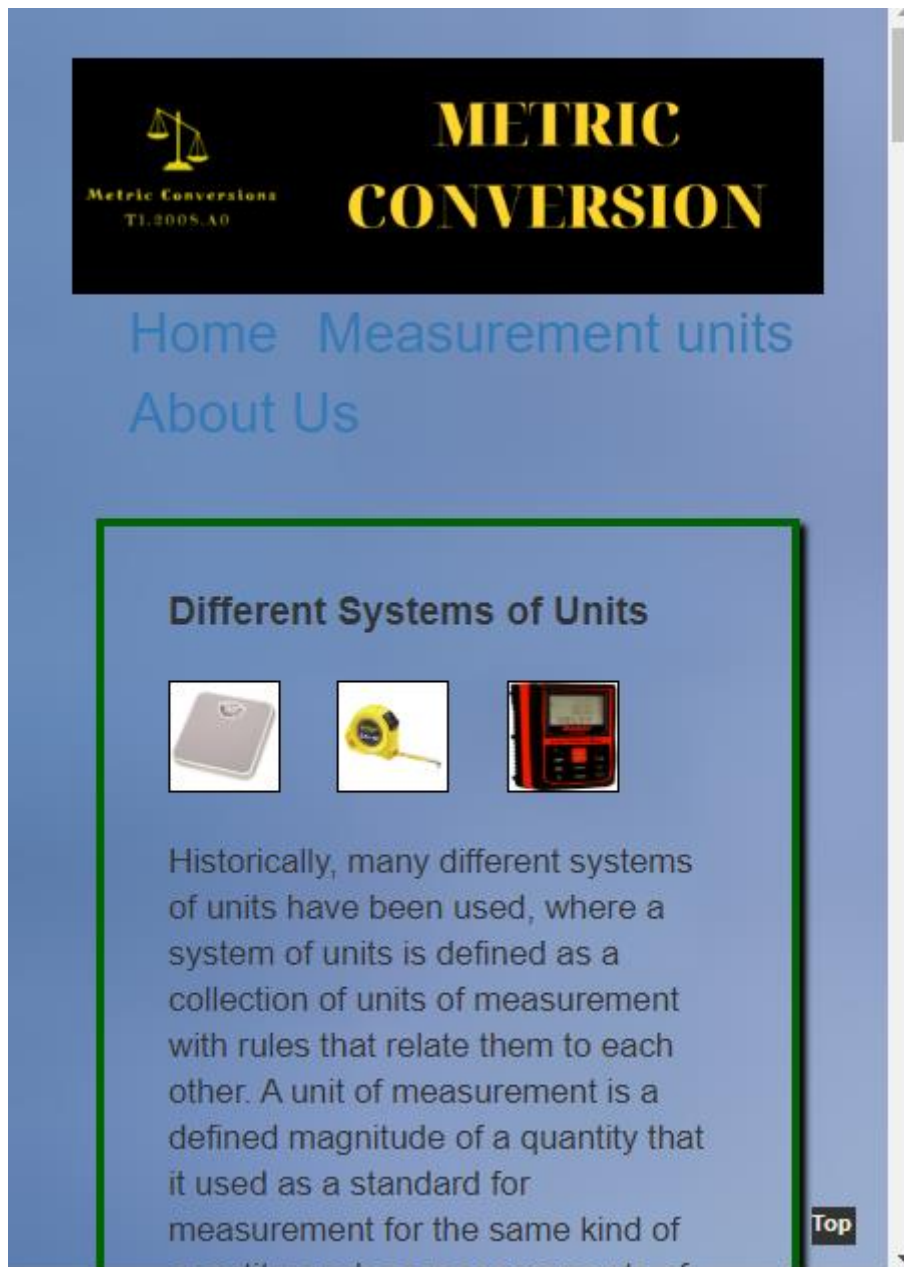 METRIC
CONVERSION
Metric Conversions
T1.2008.A0
Home Measurement units
About Us
Different Systems of Units
Historically, many different systems
of units have been used, where a
system of units is defined as a
collection of units of measurement
with rules that relate them to each
other. A unit of measurement is a
defined magnitude of a quantity that
it used as a standard for
measurement for the same kind of
Top